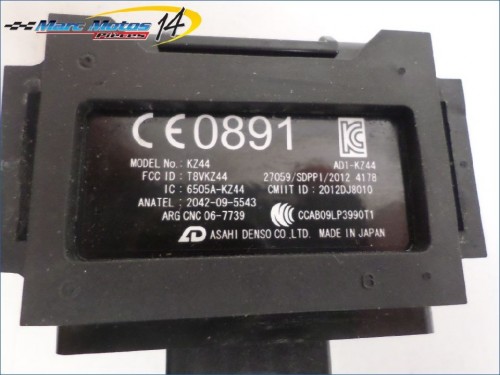 Marc Motos 14
PIÈCES
CE0891
MODEL No. : KZ44
ADI-KZ44
FCC ID : T8VKZ44
27059/SDPPI/2012 4178
IC : 6505A-KZ44
CMIIT ID : 2012DJ8010
ANATEL : 2042-09-5543
ARG CNC 06-7739
CCAB09LP3990T1
ASAHI DENSO CO.,LTD. MADE IN JAPAN
6